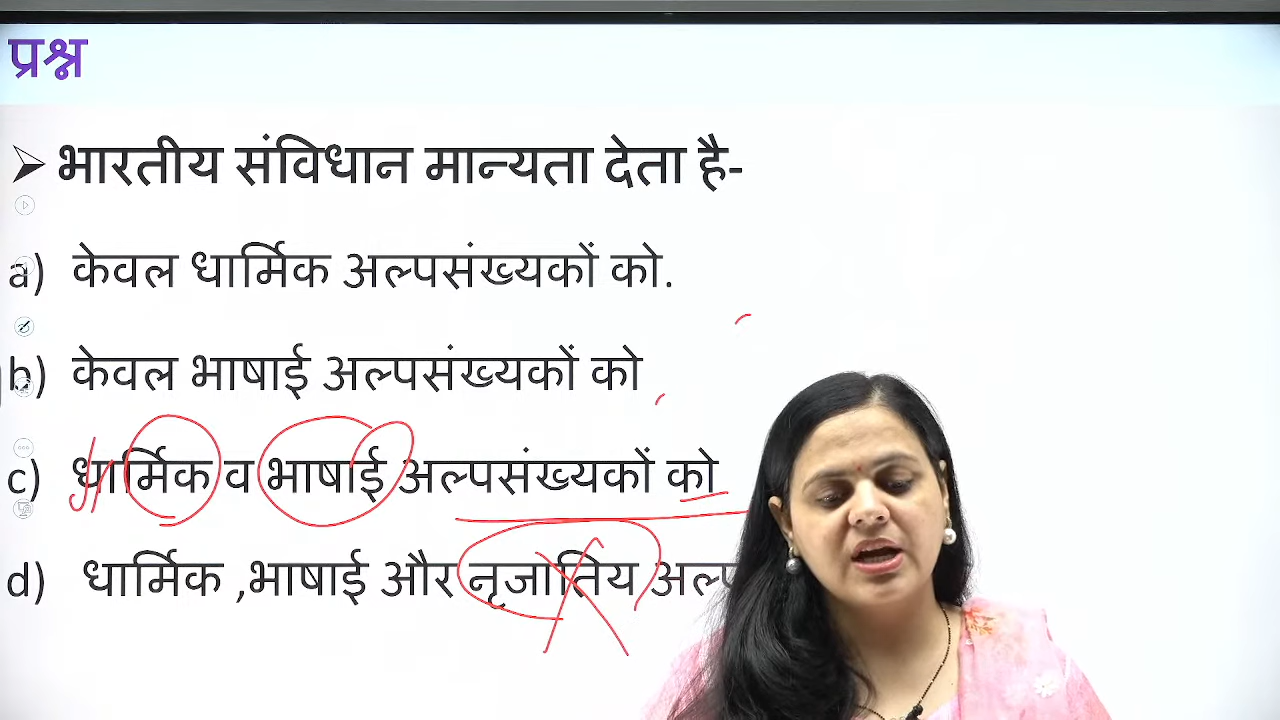 प्रश्न
➢ भारतीय संविधान मान्यता देता है-
a) केवल धार्मिक अल्पसंख्यकों को.
b) केवल भाषाई अल्पसंख्यकों को
c) धार्मिक व भाषाई अल्पसंख्यकों को
d) धार्मिक ,भाषाई और नृजातिय